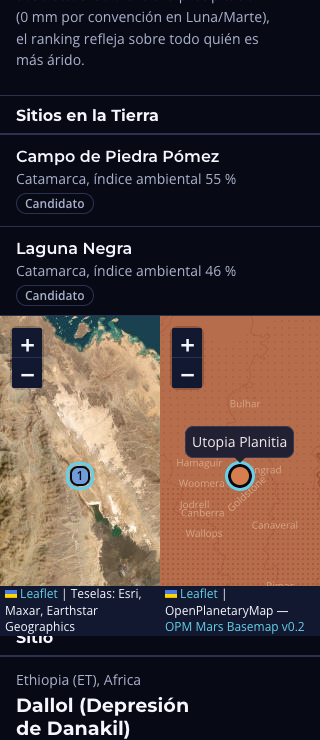 (0 mm por convención en Luna/Marte),
el ranking refleja sobre todo quién es
más árido.
Sitios en la Tierra
Campo de Piedra Pómez
Catamarca, índice ambiental 55 %
Candidato
Laguna Negra
Catamarca, índice ambiental 46 %
Candidato
+
−
1
+
−
Bulhar
Utopia Planitia
Hamaguir
Woomera
Goldstone
Jodrell
Canberra
Canaveral
Wallops
Leaflet | Teselas: Esri,
Maxar, Earthstar
Geographics
Leaflet |
OpenPlanetaryMap —
OPM Mars Basemap v0.2
Sitio
Ethiopia (ET), Africa
Dallol (Depresión
de Danakil)